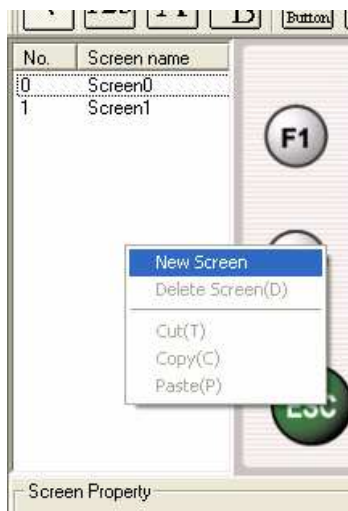 Button
No. Screen name
0 Screen0
1 Screen1
F1
New Screen
Delete Screen(D)
Cut(T)
Copy(C)
Paste(P)
ESC
Screen Property